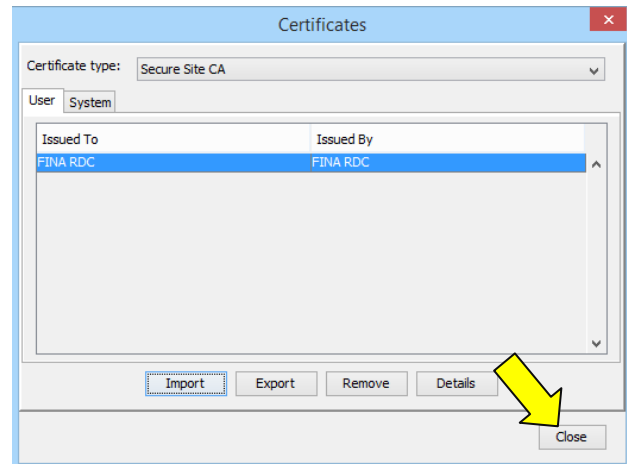 Certificates
Certificate type: Secure Site CA
User System
Issued To Issued By
FINA RDC FINA RDC
Import Export Remove Details
Close